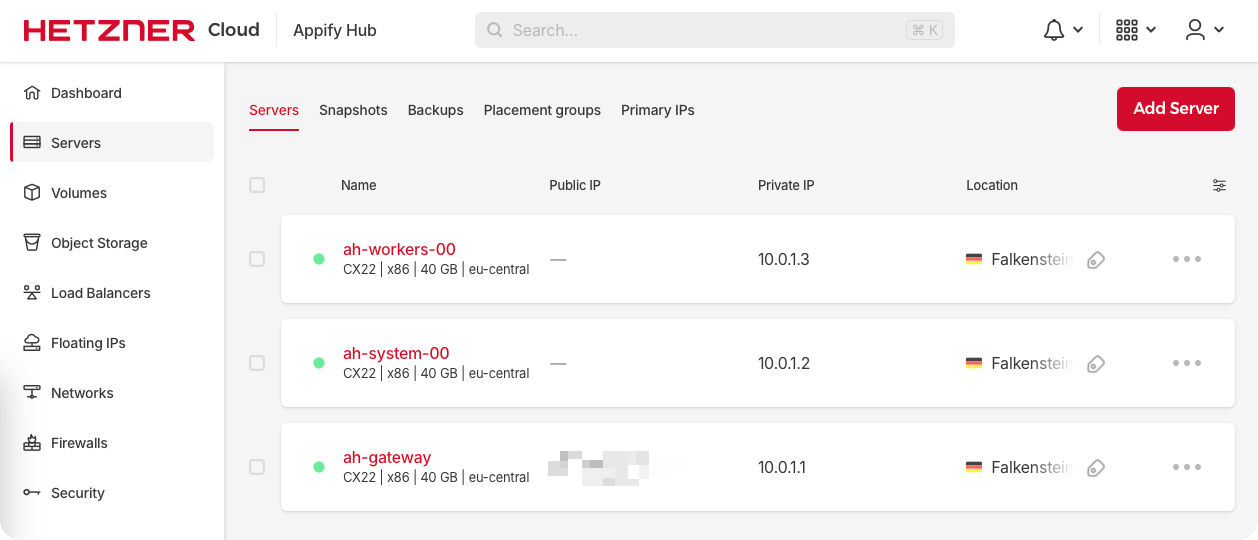 HETZNER Cloud Appify Hub Search... ⌘ K
Dashboard
Servers
Volumes
Object Storage
Load Balancers
Floating IPs
Networks
Firewalls
Security
Servers Snapshots Backups Placement groups Primary IPs Add Server
Name Public IP Private IP Location
ah-workers-00
CX22 | x86 | 40 GB | eu-central — 10.0.1.3 Falkenstein
ah-system-00
CX22 | x86 | 40 GB | eu-central — 10.0.1.2 Falkenstein
ah-gateway
CX22 | x86 | 40 GB | eu-central 10.0.1.1 Falkenstein